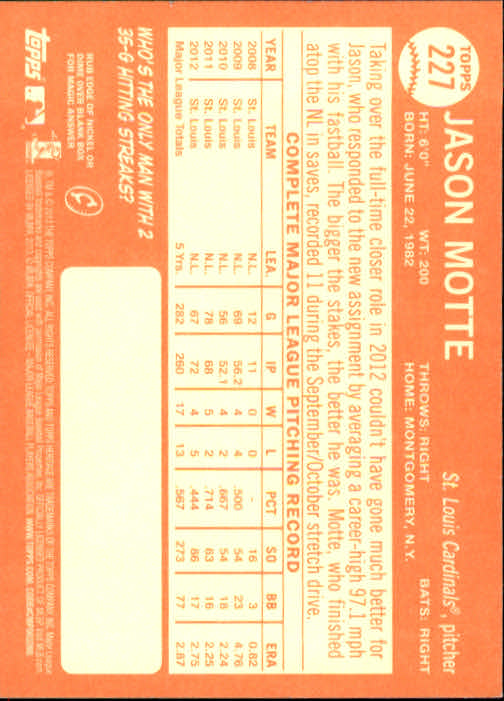 TOPPS
227
JASON MOTTE
St. Louis Cardinals®, pitcher
HT: 6'0" WT: 200 THROWS: RIGHT BATS: RIGHT
BORN: JUNE 22, 1982 HOME: MONTGOMERY, N.Y.
Taking over the full-time closer role in 2012 couldn't have gone much better for
Jason, who responded to the new assignment by averaging a career-high 97.1 mph
with his fastball. The bigger the stakes, the better he was. Motte, who finished
atop the NL in saves, recorded 11 during the September/October stretch drive.
COMPLETE MAJOR LEAGUE PITCHING RECORD
YEAR TEAM LEA. G IP W L PCT SO BB ERA
2008 St. Louis N.L. 12 11 0 0 - 16 3 0.82
2009 St. Louis N.L. 69 56.2 4 4 .500 54 23 4.76
2010 St. Louis N.L. 56 52.1 4 2 .667 54 18 2.24
2011 St. Louis N.L. 78 68 5 2 .714 63 16 2.25
2012 St. Louis N.L. 67 72 4 5 .444 86 17 2.75
Major League Totals 5 Yrs. 282 260 17 13 .567 273 77 2.87
WHO'S THE ONLY MAN WITH 2
35-G HITTING STREAKS?
RUB EDGE OF NICKEL OR
DIME OVER BLANK BOX
FOR MAGIC ANSWER
C
topps